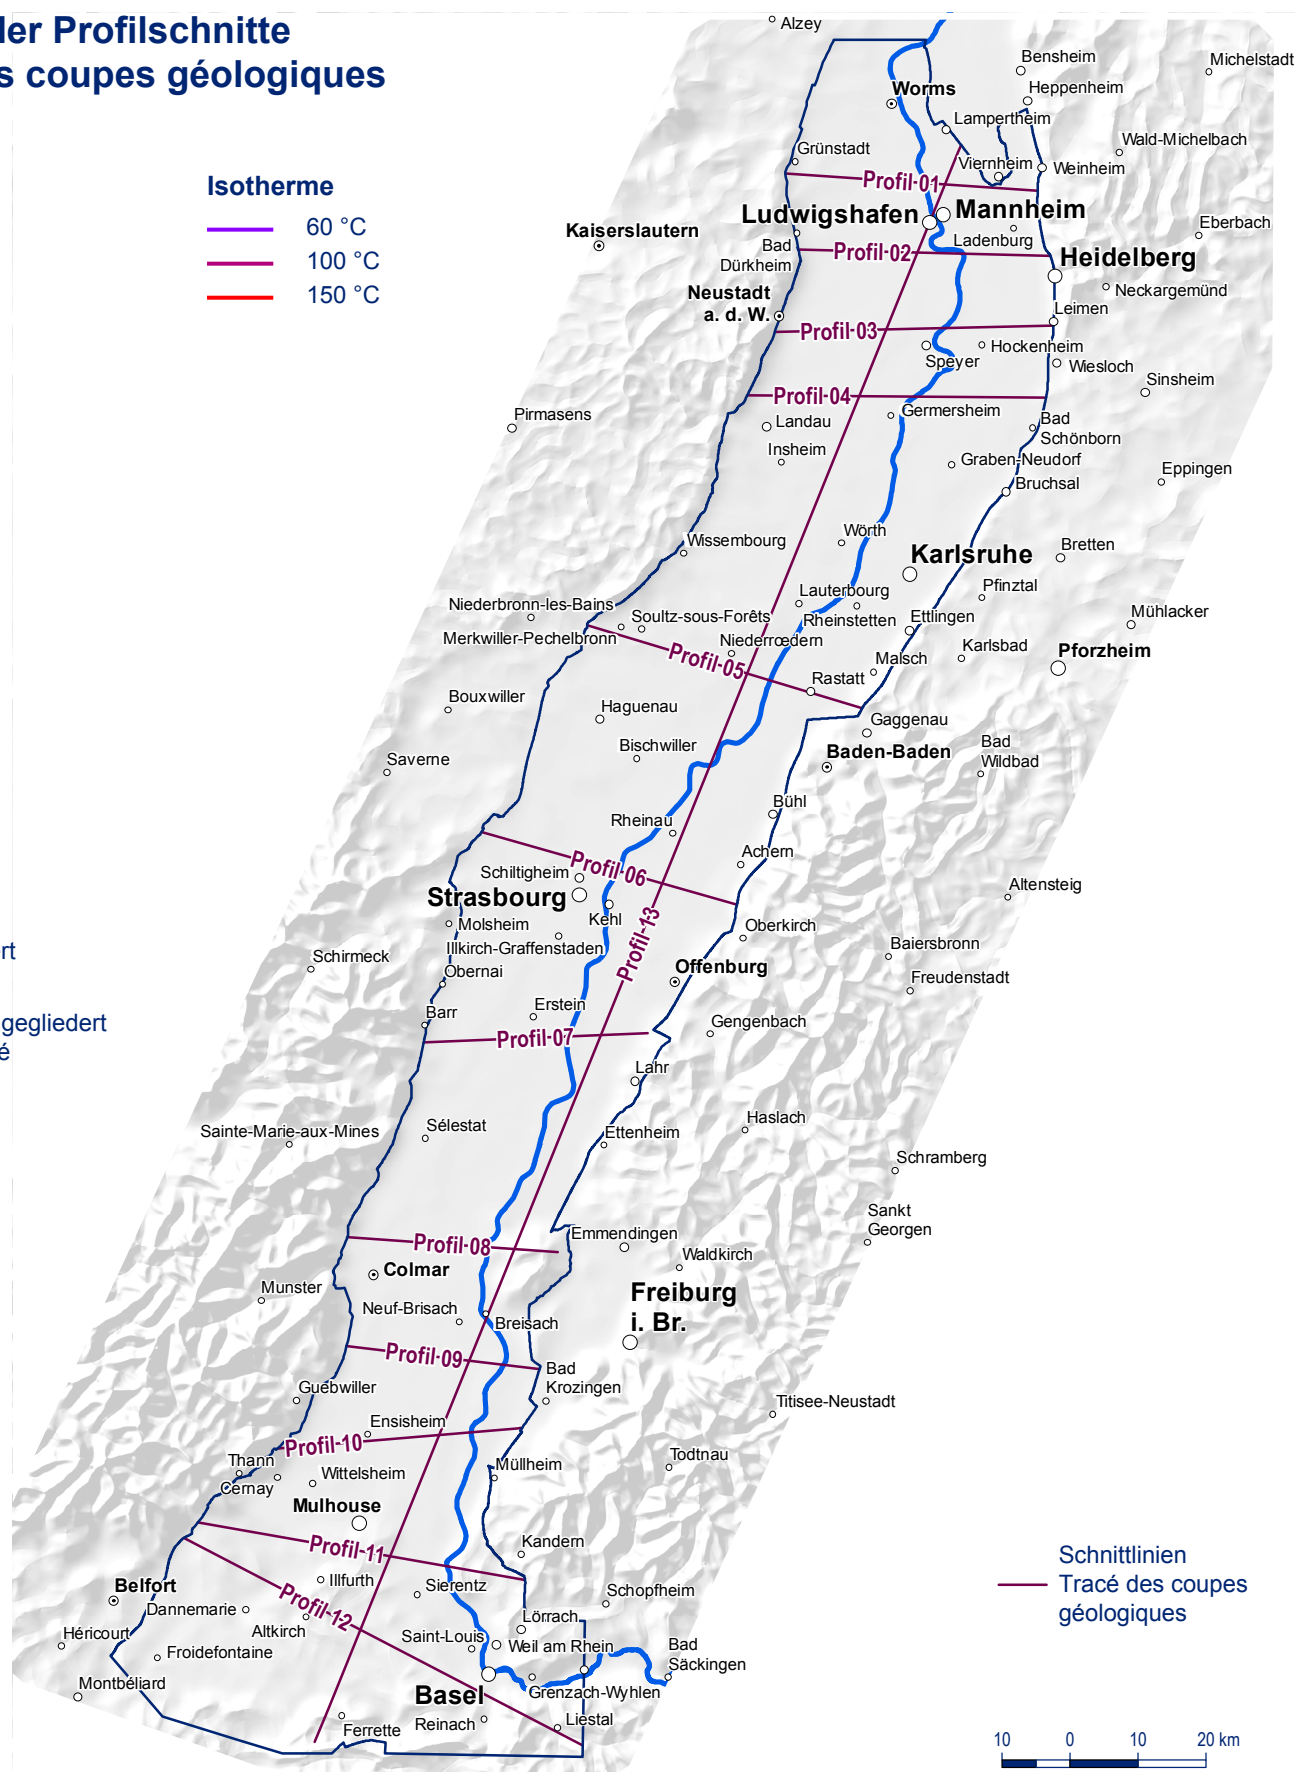 ler Profilschnitte
s coupes géologiques
Isotherme
60 °C
100 °C
150 °C
Alzey
Bensheim
Michelstadt
Worms
Heppenheim
Lampertheim
Wald-Michelbach
Grünstadt
Viernheim
Weinheim
Profil-01
Ludwigshafen
Mannheim
Kaiserslautern
Eberbach
Ladenburg
Bad
Dürkheim
Profil-02
Heidelberg
Neckargemünd
Neustadt
a. d. W.
Leimen
Profil-03
Hockenheim
Speyer
Wiesloch
Sinsheim
Profil-04
Germersheim
Pirmasens
Landau
Bad
Schönborn
Insheim
Graben-Neudorf
Eppingen
Bruchsal
Wörth
Wissembourg
Karlsruhe
Bretten
Pfinztal
Lauterbourg
Niederbronn-les-Bains
Soultz-sous-Forêts
Rheinstetten
Ettlingen
Mühlacker
Merkwiller-Pechelbronn
Niederrœdern
Karlsbad
Pforzheim
Profil-05
Malsch
Rastatt
Bouxwiller
Haguenau
Gaggenau
Bischwiller
Baden-Baden
Bad
Wildbad
Saverne
Bühl
Rheinau
Achern
Profil-06
Schiltigheim
Altensteig
Strasbourg
Kehl
Molsheim
Oberkirch
Illkirch-Graffenstaden
Profil-13
Baiersbronn
Schirmeck
Obernai
Offenburg
Freudenstadt
rt
Erstein
Barr
Gengenbach
gegliedert
Profil-07
é
Lahr
Haslach
Sélestat
Sainte-Marie-aux-Mines
Ettenheim
Schramberg
Sankt
Georgen
Emmendingen
Profil-08
Waldkirch
Colmar
Munster
Freiburg
i. Br.
Neuf-Brisach
Breisach
Profil-09
Bad
Krozingen
Guebwiller
Titisee-Neustadt
Ensisheim
Profil-10
Todtnau
Thann
Müllheim
Cernay
Wittelsheim
Mulhouse
Kandern
Profil-11
Schnittlinien
Tracé des coupes
géologiques
Belfort
Illfurth
Sierentz
Schopfheim
Dannemarie
Profil-12
Altkirch
Lörrach
Héricourt
Saint-Louis
Weil am Rhein
Bad
Säckingen
Froidefontaine
Montbéliard
Basel
Grenzach-Wyhlen
Ferrette
Reinach
Liestal
10 0 10 20 km